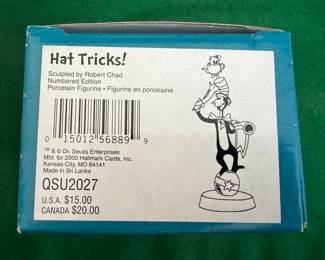 Hat Tricks!
Sculpted by Robert Chad
Numbered Edition
Porcelain Figurine • Figurine en porcelaine
0 15012 56889 9
™ & © Dr. Seuss Enterprises
Mfd. for 2000 Hallmark Cards, Inc.
Kansas City, MO 64141
Made in Sri Lanka
QSU2027
U.S.A. $15.00
CANADA $20.00